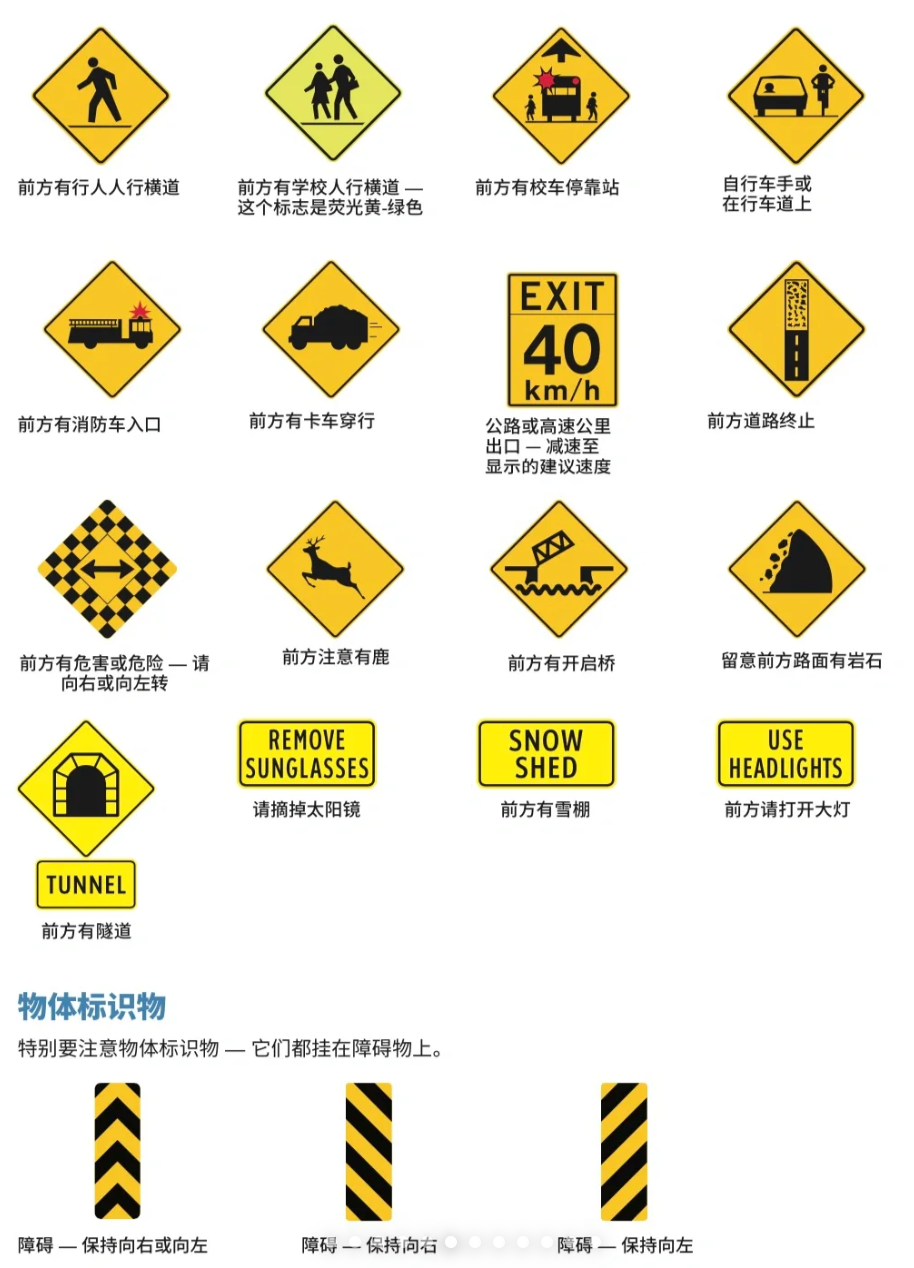 前方有行人人行横道
前方有学校人行横道 —
这个标志是荧光黄-绿色
前方有校车停靠站
自行车手或
在行车道上
前方有消防车入口
前方有卡车穿行
EXIT
40
km/h
公路或高速公里
出口 — 减速至
显示的建议速度
前方道路终止
前方有危害或危险 — 请
向右或向左转
前方注意有鹿
前方有开启桥
留意前方路面有岩石
TUNNEL
前方有隧道
REMOVE
SUNGLASSES
请摘掉太阳镜
SNOW
SHED
前方有雪棚
USE
HEADLIGHTS
前方请打开大灯
物体标识物
特别要注意物体标识物 — 它们都挂在障碍物上。
障碍 — 保持向右或向左
障碍 — 保持向右
障碍 — 保持向左